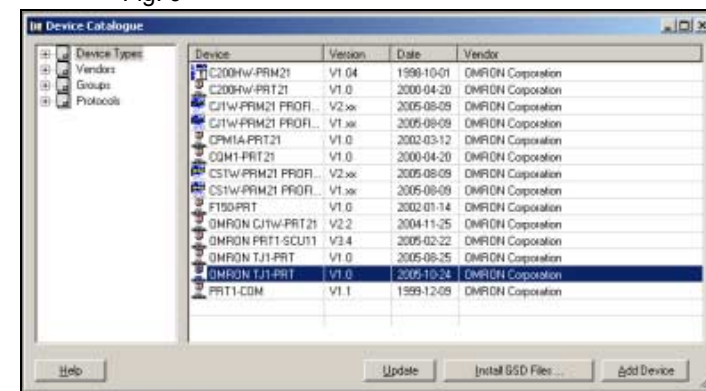 Device Catalogue
Device Types
Vendors
Groups
Protocols
Device Version Date Vendor
C200HW-PRM21 V1.04 1998-10-01 OMRON Corporation
C200HW-PRT21 V1.0 2000-04-20 OMRON Corporation
CJ1W-PRM21 PROFI... V2.xx 2005-08-09 OMRON Corporation
CJ1W-PRM21 PROFI... V1.xx 2005-08-09 OMRON Corporation
CPM1A-PRT21 V1.0 2002-03-12 OMRON Corporation
CQM1-PRT21 V1.0 2000-04-20 OMRON Corporation
CS1W-PRM21 PROFI... V2.xx 2005-08-09 OMRON Corporation
CS1W-PRM21 PROFI... V1.xx 2005-08-09 OMRON Corporation
F150-PRT V1.0 2002-01-14 OMRON Corporation
OMRON CJ1W-PRT21 V2.2 2004-11-25 OMRON Corporation
OMRON PRT1-SCU11 V3.4 2005-02-22 OMRON Corporation
OMRON TJ1-PRT V1.0 2005-08-25 OMRON Corporation
OMRON TJ1-PRT V1.0 2005-10-24 OMRON Corporation
PRT1-COM V1.1 1999-12-09 OMRON Corporation
Help Update Install GSD Files ... Add Device